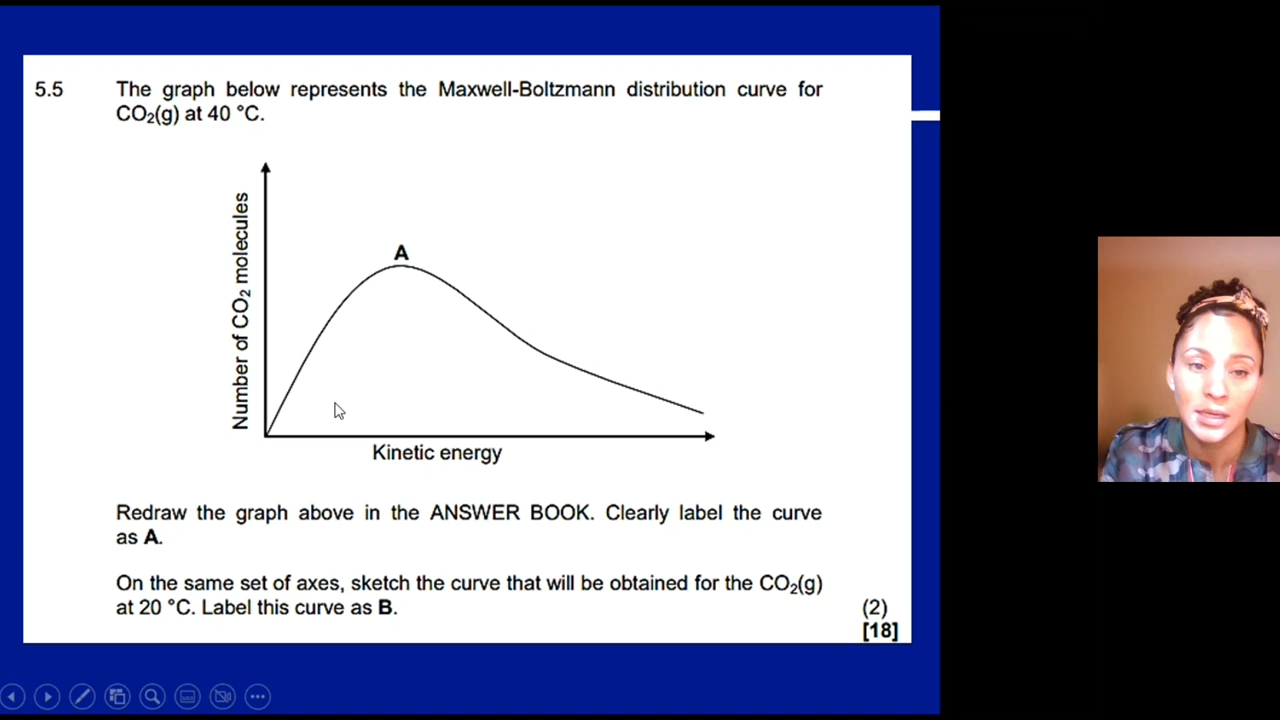 5.5 The graph below represents the Maxwell-Boltzmann distribution curve for
CO₂(g) at 40 °C.
A
Number of CO₂ molecules
Kinetic energy
Redraw the graph above in the ANSWER BOOK. Clearly label the curve
as A.
On the same set of axes, sketch the curve that will be obtained for the CO₂(g)
at 20 °C. Label this curve as B. (2)
[18]